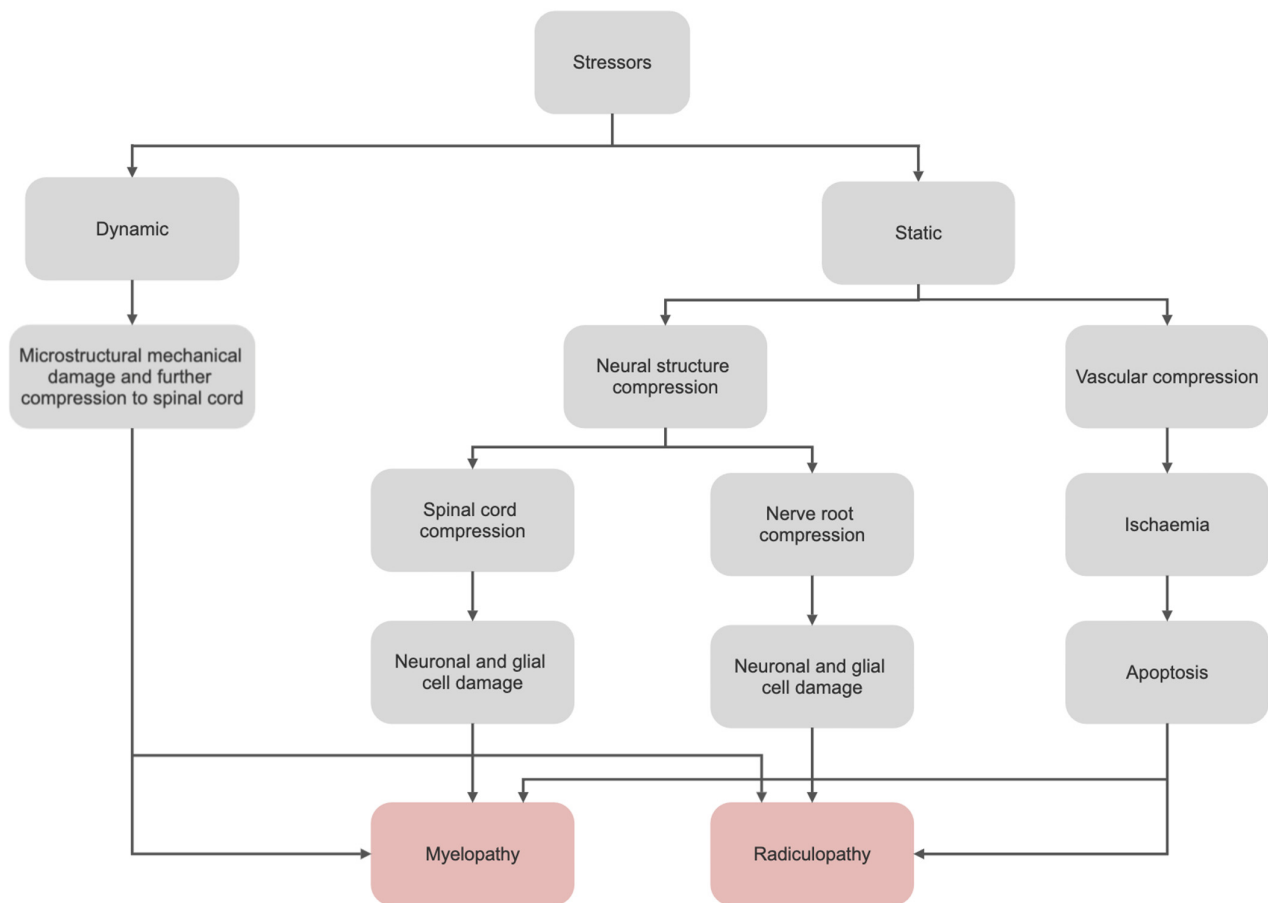 Stressors
Dynamic
Static
Microstructural mechanical
damage and further
compression to spinal cord
Neural structure
compression
Vascular compression
Spinal cord
compression
Nerve root
compression
Ischaemia
Neuronal and glial
cell damage
Neuronal and glial
cell damage
Apoptosis
Myelopathy
Radiculopathy